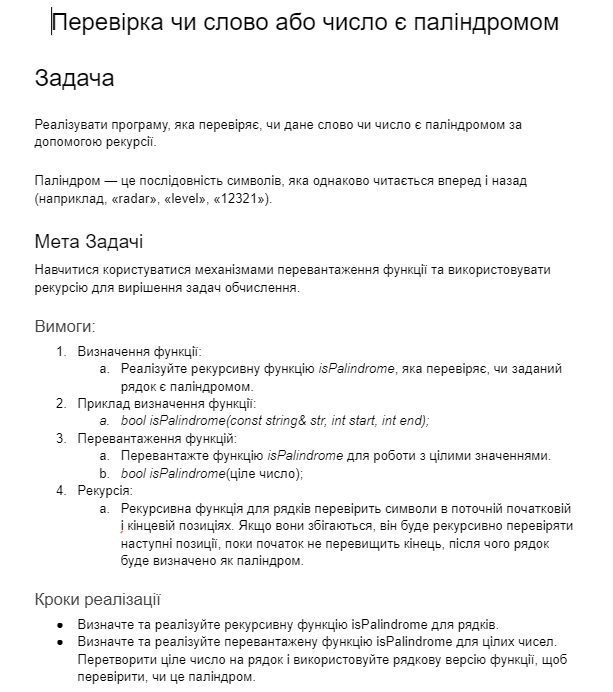 Перевірка чи слово або число є паліндромом
Задача
Реалізувати програму, яка перевіряє, чи дане слово чи число є паліндромом за
допомогою рекурсії.
Паліндром — це послідовність символів, яка однаково читається вперед і назад
(наприклад, «radar», «level», «12321»).
Мета Задачі
Навчитися користуватися механізмами перевантаження функції та використовувати
рекурсію для вирішення задач обчислення.
Вимоги:
1. Визначення функції:
a. Реалізуйте рекурсивну функцію isPalindrome, яка перевіряє, чи заданий
рядок є паліндромом.
2. Приклад визначення функції:
a. bool isPalindrome(const string& str, int start, int end);
3. Перевантаження функцій:
a. Перевантажте функцію isPalindrome для роботи з цілими значеннями.
b. bool isPalindrome(ціле число);
4. Рекурсія:
a. Рекурсивна функція для рядків перевірить символи в поточній початковій
і кінцевій позиціях. Якщо вони збігаються, він буде рекурсивно перевіряти
наступні позиції, поки початок не перевищить кінець, після чого рядок
буде визначено як паліндром.
Кроки реалізації
● Визначте та реалізуйте рекурсивну функцію isPalindrome для рядків.
● Визначте та реалізуйте перевантажену функцію isPalindrome для цілих чисел.
Перетворити ціле число на рядок і використовуйте рядкову версію функції, щоб
перевірити, чи це паліндром.